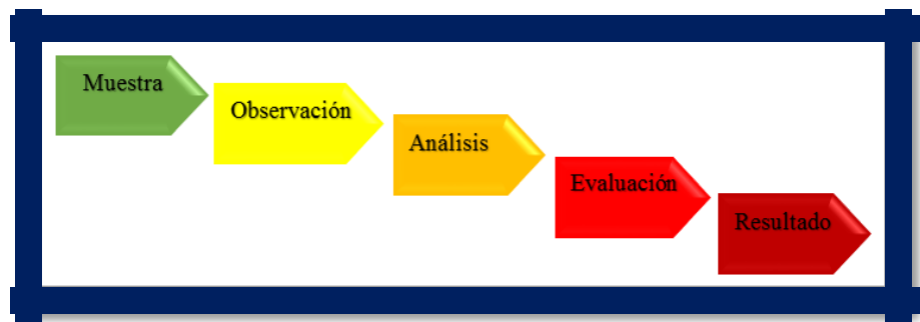 Muestra
Observación
Análisis
Evaluación
Resultado